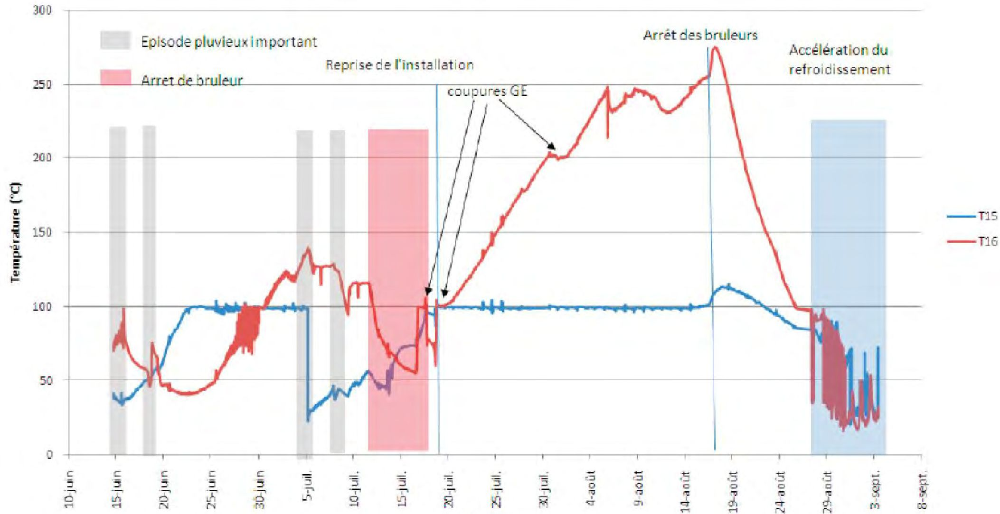 300
250
200
150
100
50
0
Température (°C)
Episode pluvieux important
Arret de bruleur
Reprise de l'installation
coupures GE
Arrêt des bruleurs
Accélération du
refroidissement
T15
T16
10-juin
15-juin
20-juin
25-juin
30-juin
5-juil.
10-juil.
15-juil.
20-juil.
25-juil.
30-juil.
4-août
9-août
14-août
19-août
24-août
29-août
3-sept.
8-sept.